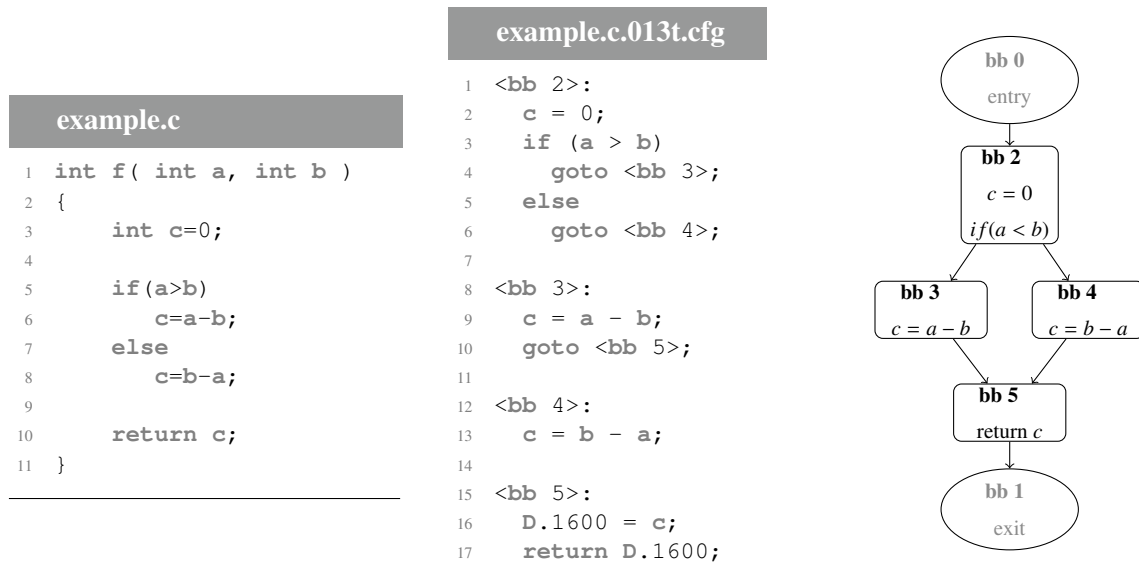 example.c
1 int f( int a, int b )
2 {
3 int c=0;
4
5 if(a>b)
6 c=a-b;
7 else
8 c=b-a;
9
10 return c;
11 }
example.c.013t.cfg
1 <bb 2>:
2 c = 0;
3 if (a > b)
4 goto <bb 3>;
5 else
6 goto <bb 4>;
7
8 <bb 3>:
9 c = a - b;
10 goto <bb 5>;
11
12 <bb 4>:
13 c = b - a;
14
15 <bb 5>:
16 D.1600 = c;
17 return D.1600;
bb 0
entry
bb 2
c = 0
if(a < b)
bb 3
c = a − b
bb 4
c = b − a
bb 5
return c
bb 1
exit